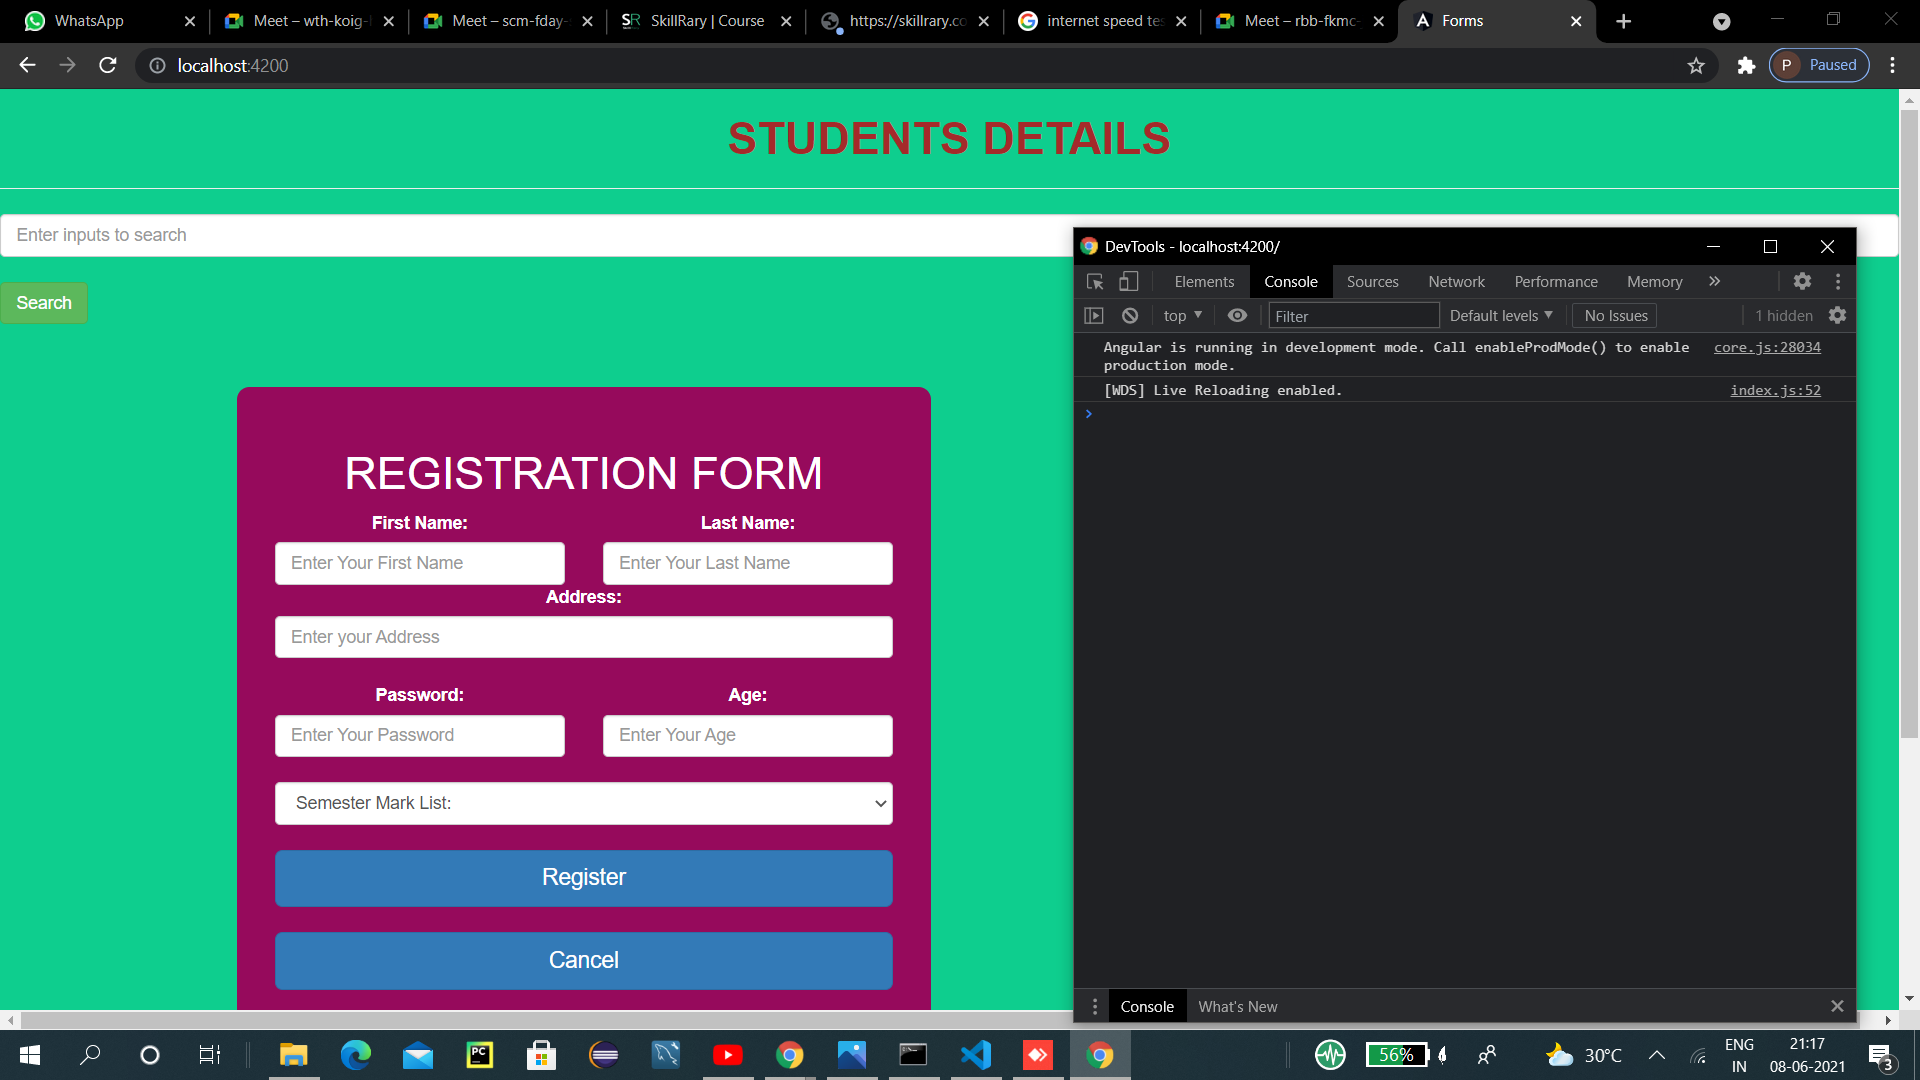 WhatsApp
Meet – wth-koig-
Meet – scm-fday-
SR SkillRary | Course
https://skillrary.co
internet speed tes
Meet – rbb-fkmc-
Forms
localhost:4200
P Paused
STUDENTS DETAILS
Enter inputs to search
Search
REGISTRATION FORM
First Name: Last Name:
Enter Your First Name Enter Your Last Name
Address:
Enter your Address
Password: Age:
Enter Your Password Enter Your Age
Semester Mark List:
Register
Cancel
DevTools - localhost:4200/
Elements Console Sources Network Performance Memory »
top Filter Default levels No Issues 1 hidden
Angular is running in development mode. Call enableProdMode() to enable core.js:28034
production mode.
[WDS] Live Reloading enabled. index.js:52
Console What's New
PC
56%
30°C
ENG
IN
21:17
08-06-2021
3